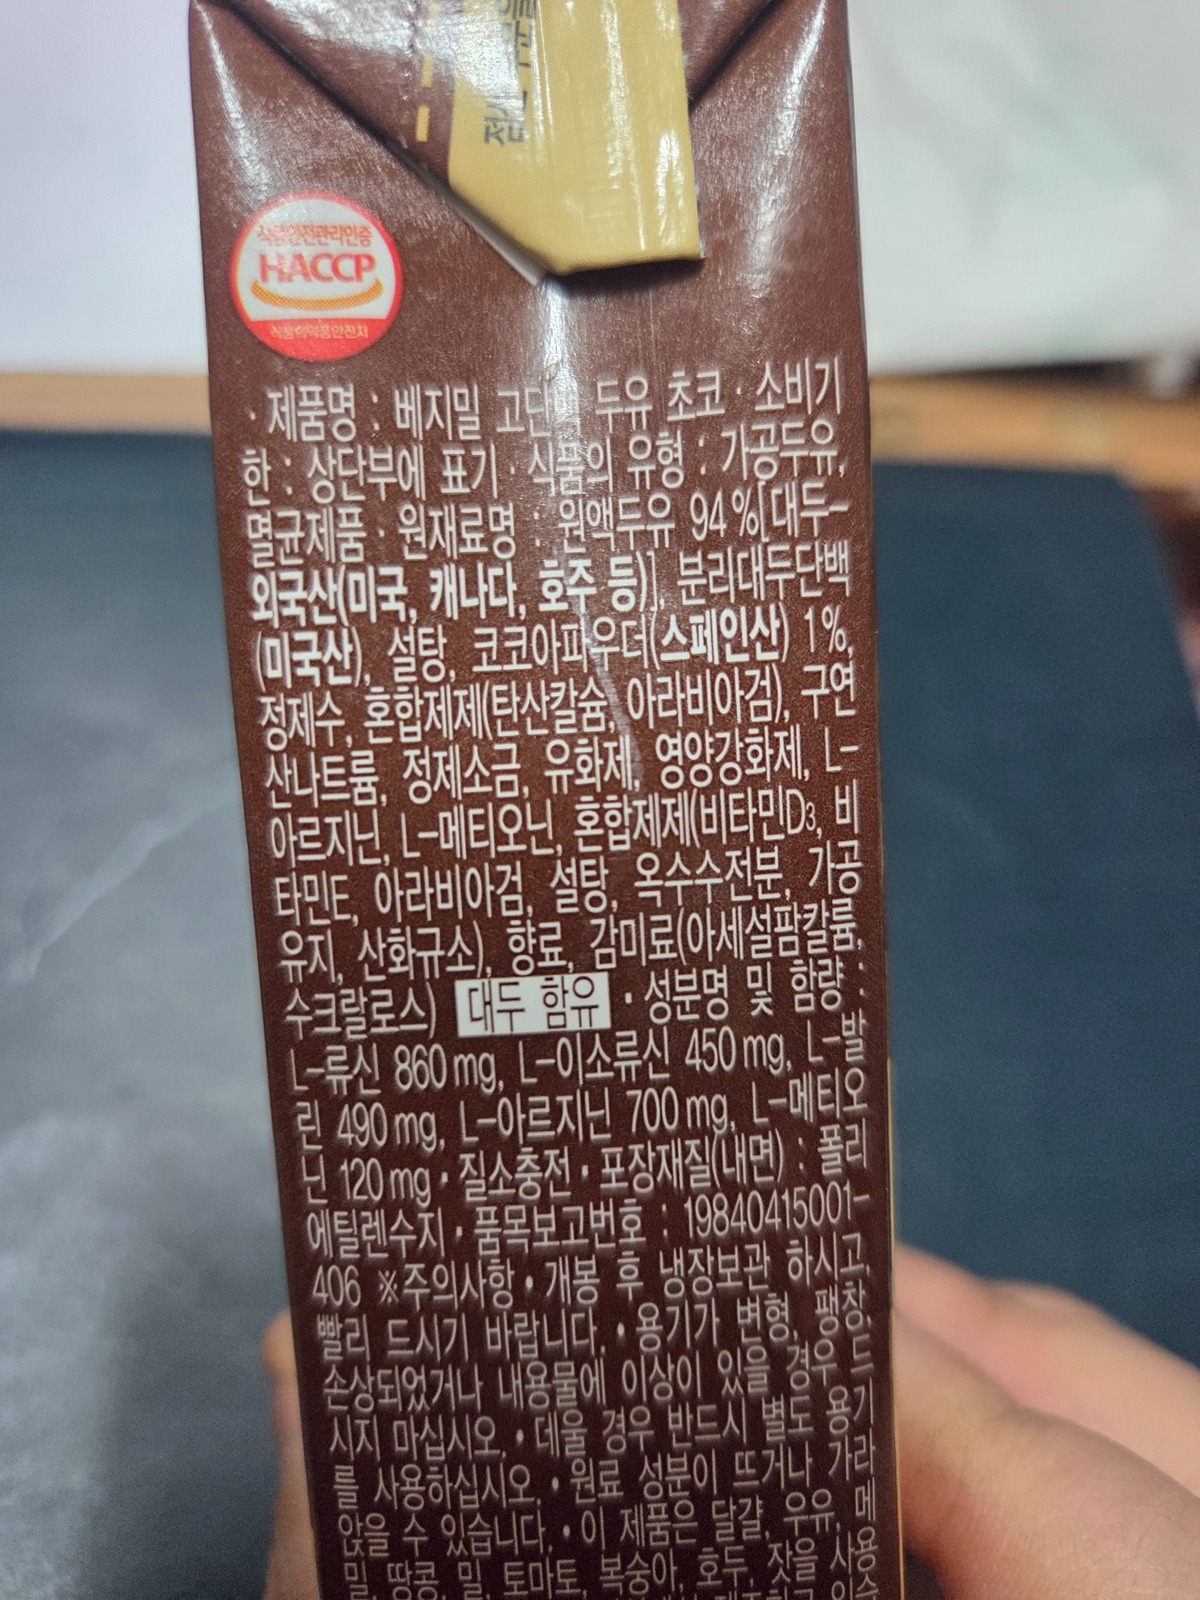 점선
식품안전관리인증
HACCP
식품의약품안전처
· 제품명 : 베지밀 고단백 두유 초코 · 소비기
한 : 상단부에 표기 · 식품의 유형 : 가공두유,
멸균제품 · 원재료명 : 원액두유 94 %[대두-
외국산(미국, 캐나다, 호주 등)], 분리대두단백
(미국산), 설탕, 코코아파우더(스페인산) 1%,
정제수, 혼합제제(탄산칼슘, 아라비아검), 구연
산나트륨, 정제소금, 유화제, 영양강화제, L-
아르지닌, L-메티오닌, 혼합제제(비타민D3, 비
타민E, 아라비아검, 설탕, 옥수수전분, 가공
유지, 산화규소), 향료, 감미료(아세설팜칼륨,
수크랄로스) 대두 함유 · 성분명 및 함량 :
L-류신 860 mg, L-이소류신 450 mg, L-발
린 490 mg, L-아르지닌 700 mg, L-메티오
닌 120 mg · 질소충전 · 포장재질(내면) : 폴리
에틸렌수지 · 품목보고번호 : 19840415001-
406 ※주의사항 · 개봉 후 냉장보관 하시고,
빨리 드시기 바랍니다. · 용기가 변형, 팽창,
손상되었거나 내용물에 이상이 있을 경우 드
시지 마십시오. · 데울 경우 반드시 별도 용기
를 사용하십시오. · 원료 성분이 뜨거나 가라
앉을 수 있습니다. · 이 제품은 달걀, 우유, 메
밀, 땅콩, 밀, 토마토, 복숭아, 호두, 잣을 사용